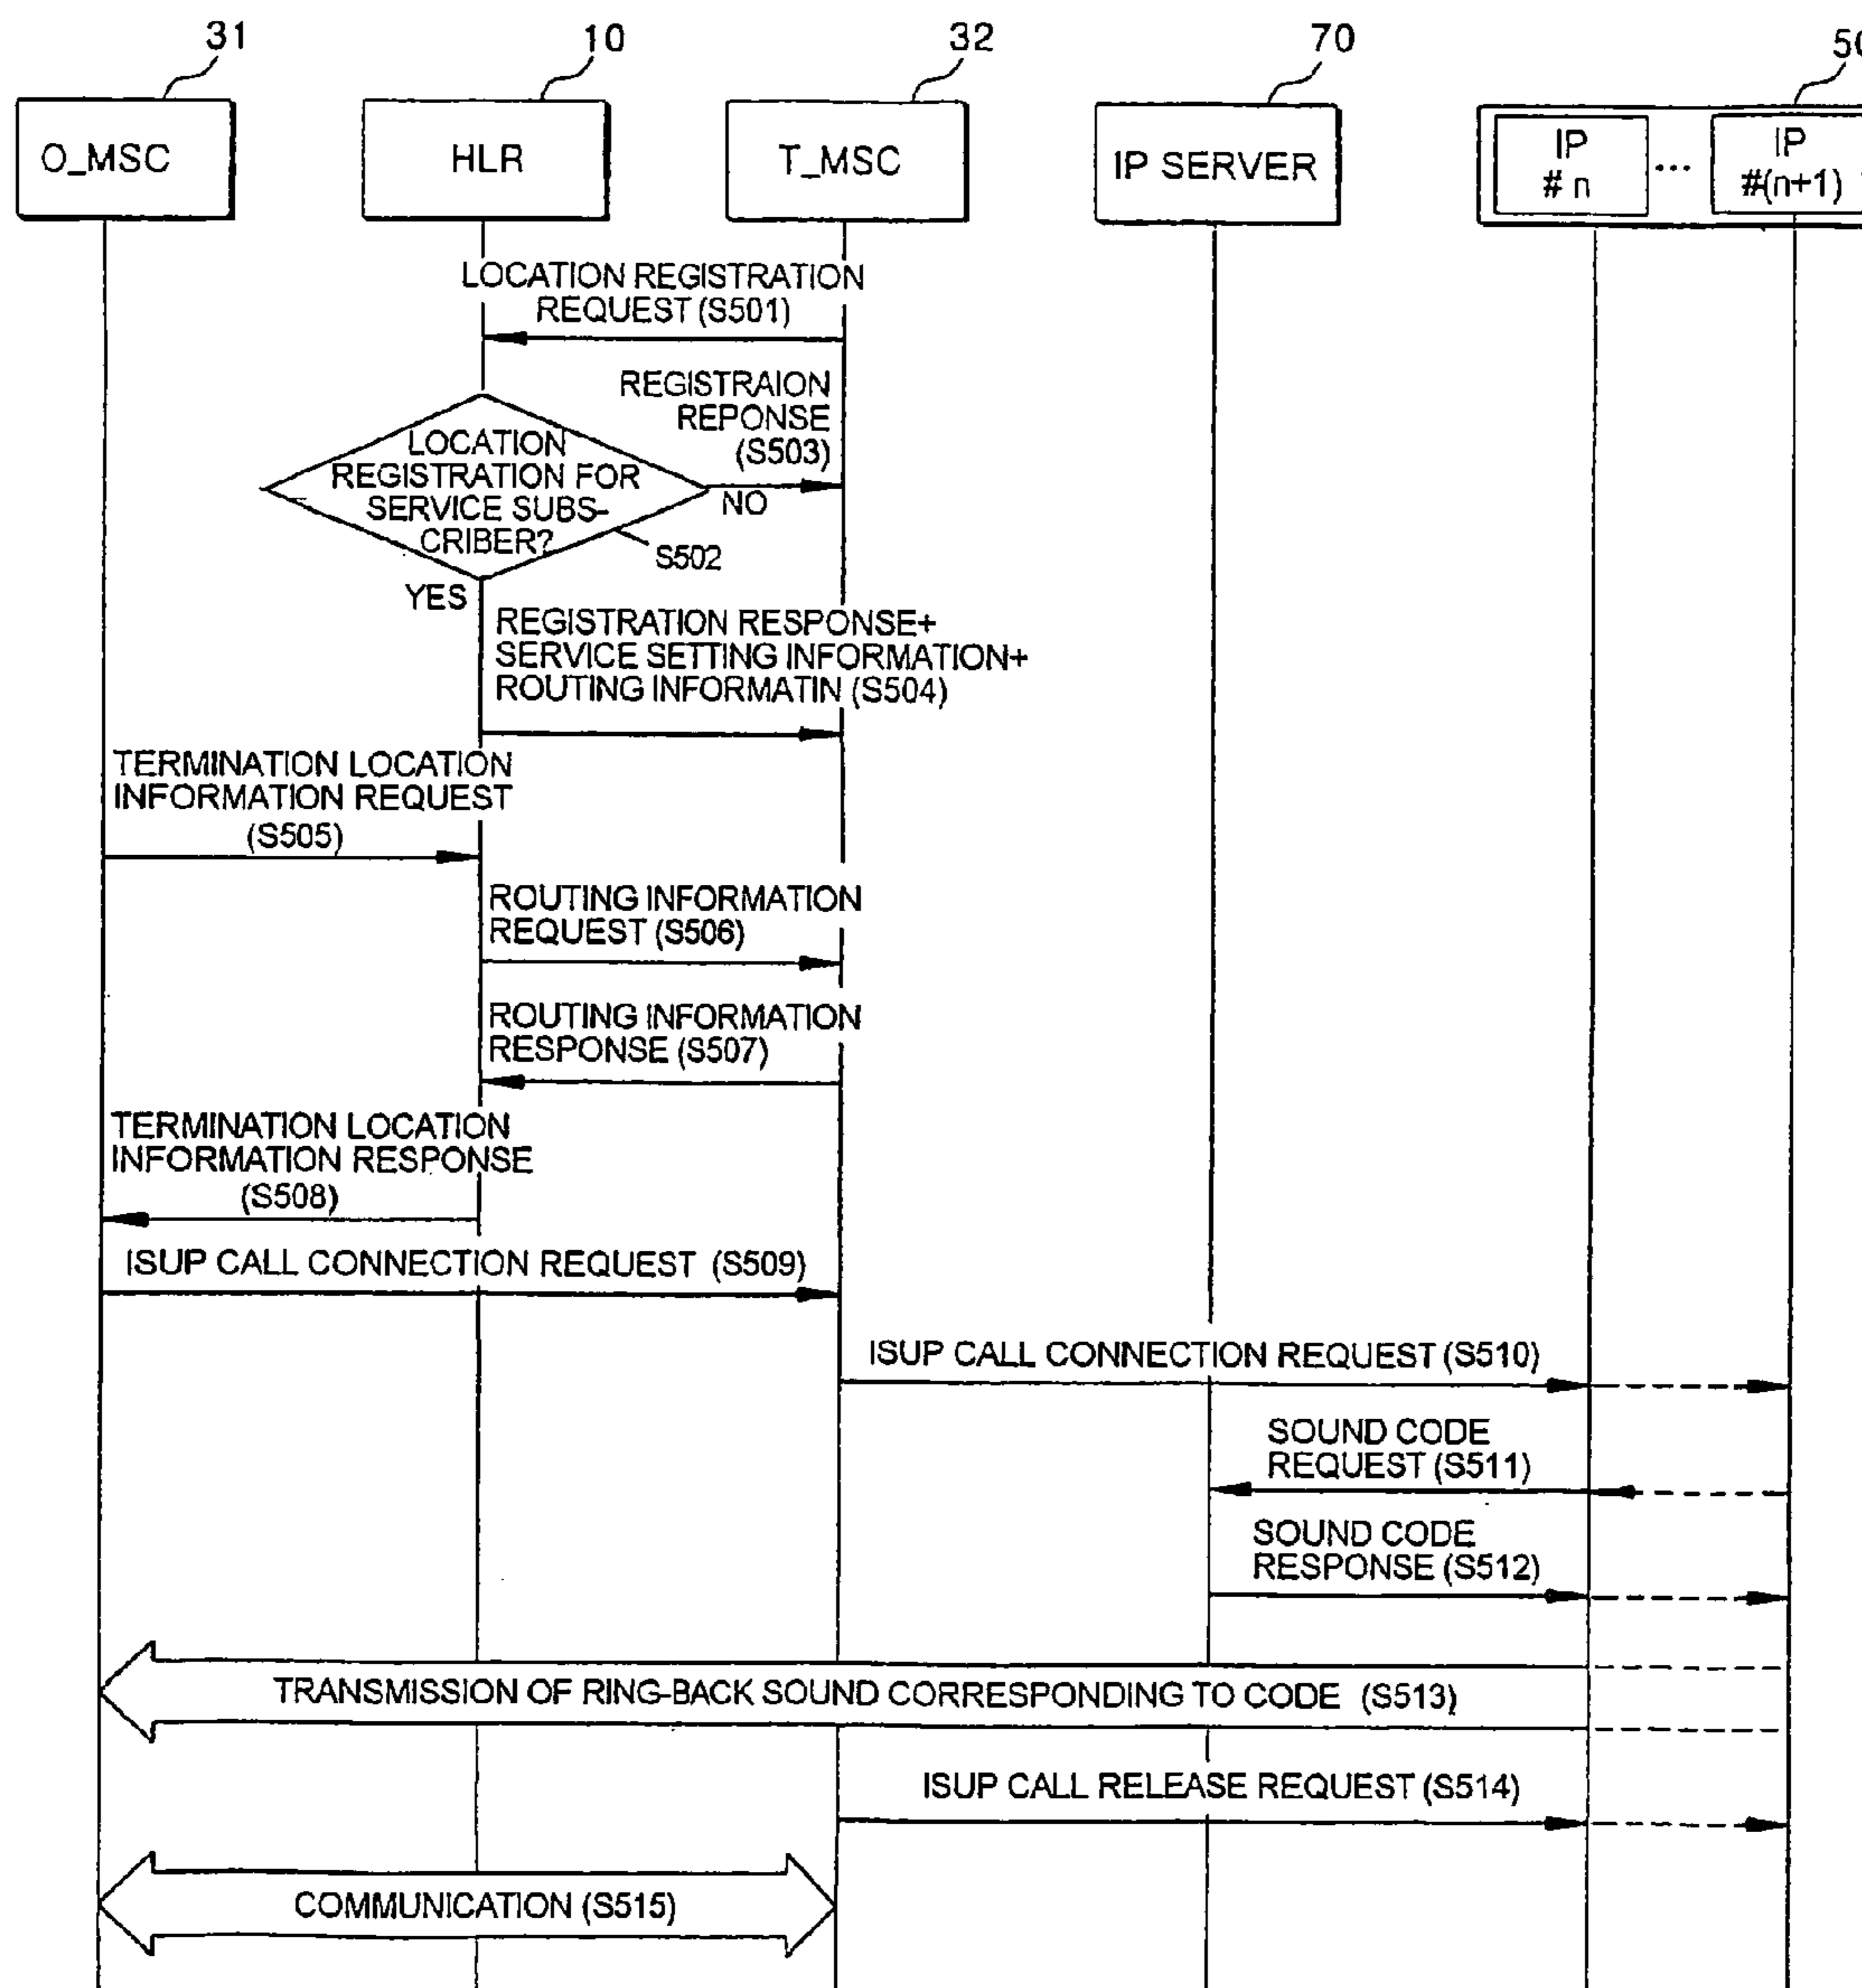 31
10
32
70
50
O_MSC
HLR
T_MSC
IP SERVER
IP
# n
...
IP
#(n+1)
LOCATION REGISTRATION
REQUEST (S501)
REGISTRAION
REPONSE
(S503)
LOCATION
REGISTRATION FOR
SERVICE SUBS-
CRIBER?
NO
S502
YES
REGISTRATION RESPONSE+
SERVICE SETTING INFORMATION+
ROUTING INFORMATIN (S504)
TERMINATION LOCATION
INFORMATION REQUEST
(S505)
ROUTING INFORMATION
REQUEST (S506)
ROUTING INFORMATION
RESPONSE (S507)
TERMINATION LOCATION
INFORMATION RESPONSE
(S508)
ISUP CALL CONNECTION REQUEST (S509)
ISUP CALL CONNECTION REQUEST (S510)
SOUND CODE
REQUEST (S511)
SOUND CODE
RESPONSE (S512)
TRANSMISSION OF RING-BACK SOUND CORRESPONDING TO CODE (S513)
ISUP CALL RELEASE REQUEST (S514)
COMMUNICATION (S515)